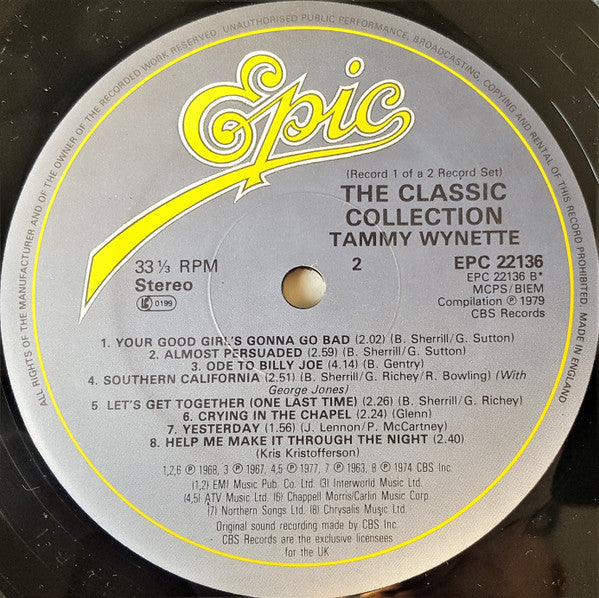 ALL RIGHTS OF THE MANUFACTURER AND OF THE OWNER OF THE RECORDED WORK RESERVED. UNAUTHORISED PUBLIC PERFORMANCE, BROADCASTING, COPYING AND RENTAL OF THIS RECORD PROHIBITED. MADE IN ENGLAND
Epic
(Record 1 of a 2 Record Set)
THE CLASSIC
COLLECTION
TAMMY WYNETTE
33⅓ RPM
Stereo
LC 0199
2
EPC 22136
EPC 22136 B*
MCPS/BIEM
Compilation ℗ 1979
CBS Records
1. YOUR GOOD GIRL'S GONNA GO BAD (2.02) (B. Sherrill/G. Sutton)
2. ALMOST PERSUADED (2.59) (B. Sherrill/G. Sutton)
3. ODE TO BILLY JOE (4.14) (B. Gentry)
4. SOUTHERN CALIFORNIA (2.51) (B. Sherrill/G. Richey/R. Bowling) (With
George Jones)
5 LET'S GET TOGETHER (ONE LAST TIME) (2.26) (B. Sherrill/G. Richey)
6. CRYING IN THE CHAPEL (2.24) (Glenn)
7. YESTERDAY (1.56) (J. Lennon/P. McCartney)
8. HELP ME MAKE IT THROUGH THE NIGHT (2.40)
(Kris Kristofferson)
1,2,6 ℗ 1968, 3 ℗ 1967, 4,5 ℗ 1977, 7 ℗ 1963, 8 ℗ 1974 CBS Inc.
(1,2) EMI Music Pub. Co. Ltd. (3) Interworld Music Ltd.
(4,5) ATV Music Ltd. (6) Chappell Morris/Carlin Music Corp.
(7) Northern Songs Ltd. (8) Chrysalis Music Ltd.
Original sound recording made by CBS Inc.
CBS Records are the exclusive licensees
for the UK